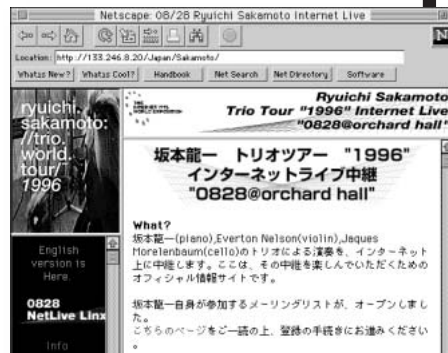 Netscape: 08/28 Ryuichi Sakamoto Internet Live
Location: http://133.246.8.20/Japan/Sakamoto/
What's New?
What's Cool?
Handbook
Net Search
Net Directory
Software
N
ryuichi.
sakamoto:
//trio.
world.
tour/
1996
English
version is
Here.
0828
NetLive Linx
Info
Ryuichi Sakamoto
Trio Tour "1996" Internet Live
"0828@orchard hall"
坂本龍一 トリオツアー "1996"
インターネットライブ中継
"0828@orchard hall"
What?
坂本龍一(piano),Everton Nelson(violin),Jaques
Morelenbaum(cello)のトリオによる演奏を、インターネット
上に中継します。ここは、その中継を楽しんでいただくための
オフィシャル情報サイトです。
坂本龍一自身が参加するメーリングリストが、オープンしまし
た。
こちらのページをご一読の上、登録の手続きにお進みください
。